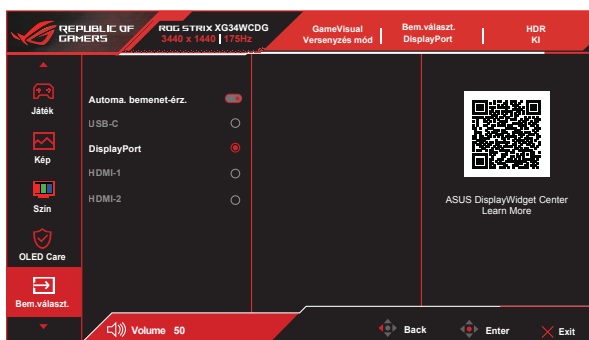 REPUBLIC OF
GAMERS
ROG STRIX XG34WCDG
3440 x 1440 175Hz
GameVisual
Versenyzés mód
Bem.választ.
DisplayPort
HDR
KI
Játék
Kép
Szín
OLED Care
Bem.választ.
Automa. bemenet-érz.
USB-C
DisplayPort
HDMI-1
HDMI-2
ASUS DisplayWidget Center
Learn More
Volume 50
Back
Enter
Exit